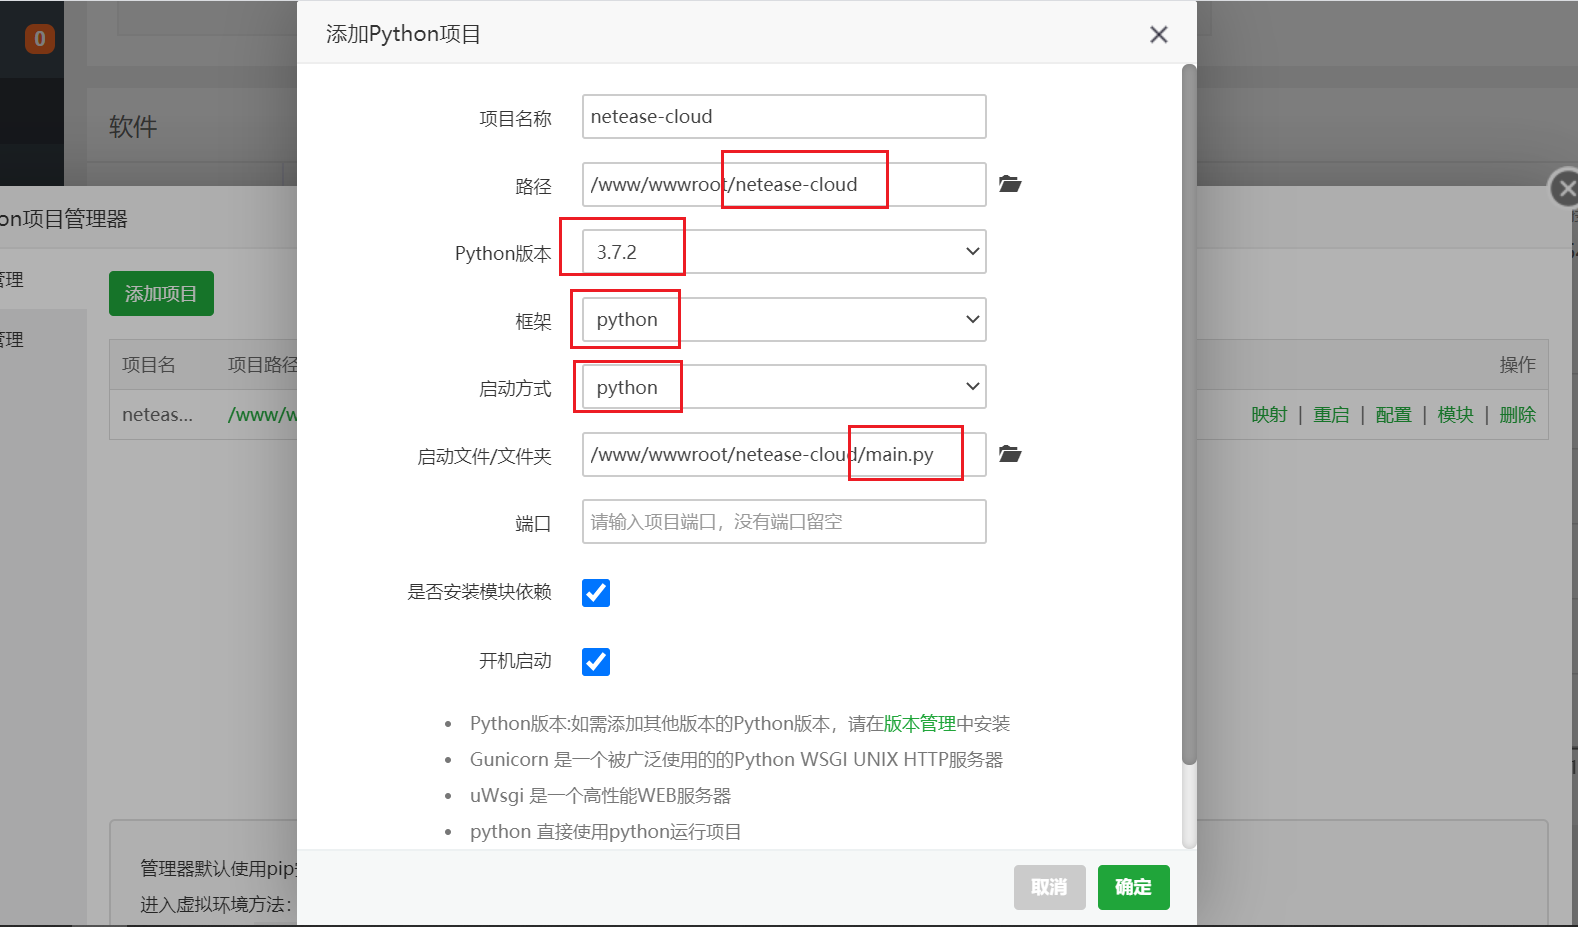 添加Python项目
0
软件
项目名称
netease-cloud
路径
/www/wwwroot/netease-cloud
on项目管理器
Python版本
3.7.2
管理
添加项目
框架
python
管理
项目名
项目路径
操作
启动方式
python
neteas...
/www/w
映射 | 重启 | 配置 | 模块 | 删除
启动文件/文件夹
/www/wwwroot/netease-cloud/main.py
端口
请输入项目端口，没有端口留空
是否安装模块依赖
开机启动
Python版本:如需添加其他版本的Python版本，请在版本管理中安装
Gunicorn 是一个被广泛使用的的Python WSGI UNIX HTTP服务器
uWsgi 是一个高性能WEB服务器
python 直接使用python运行项目
管理器默认使用pip
进入虚拟环境方法：
取消
确定